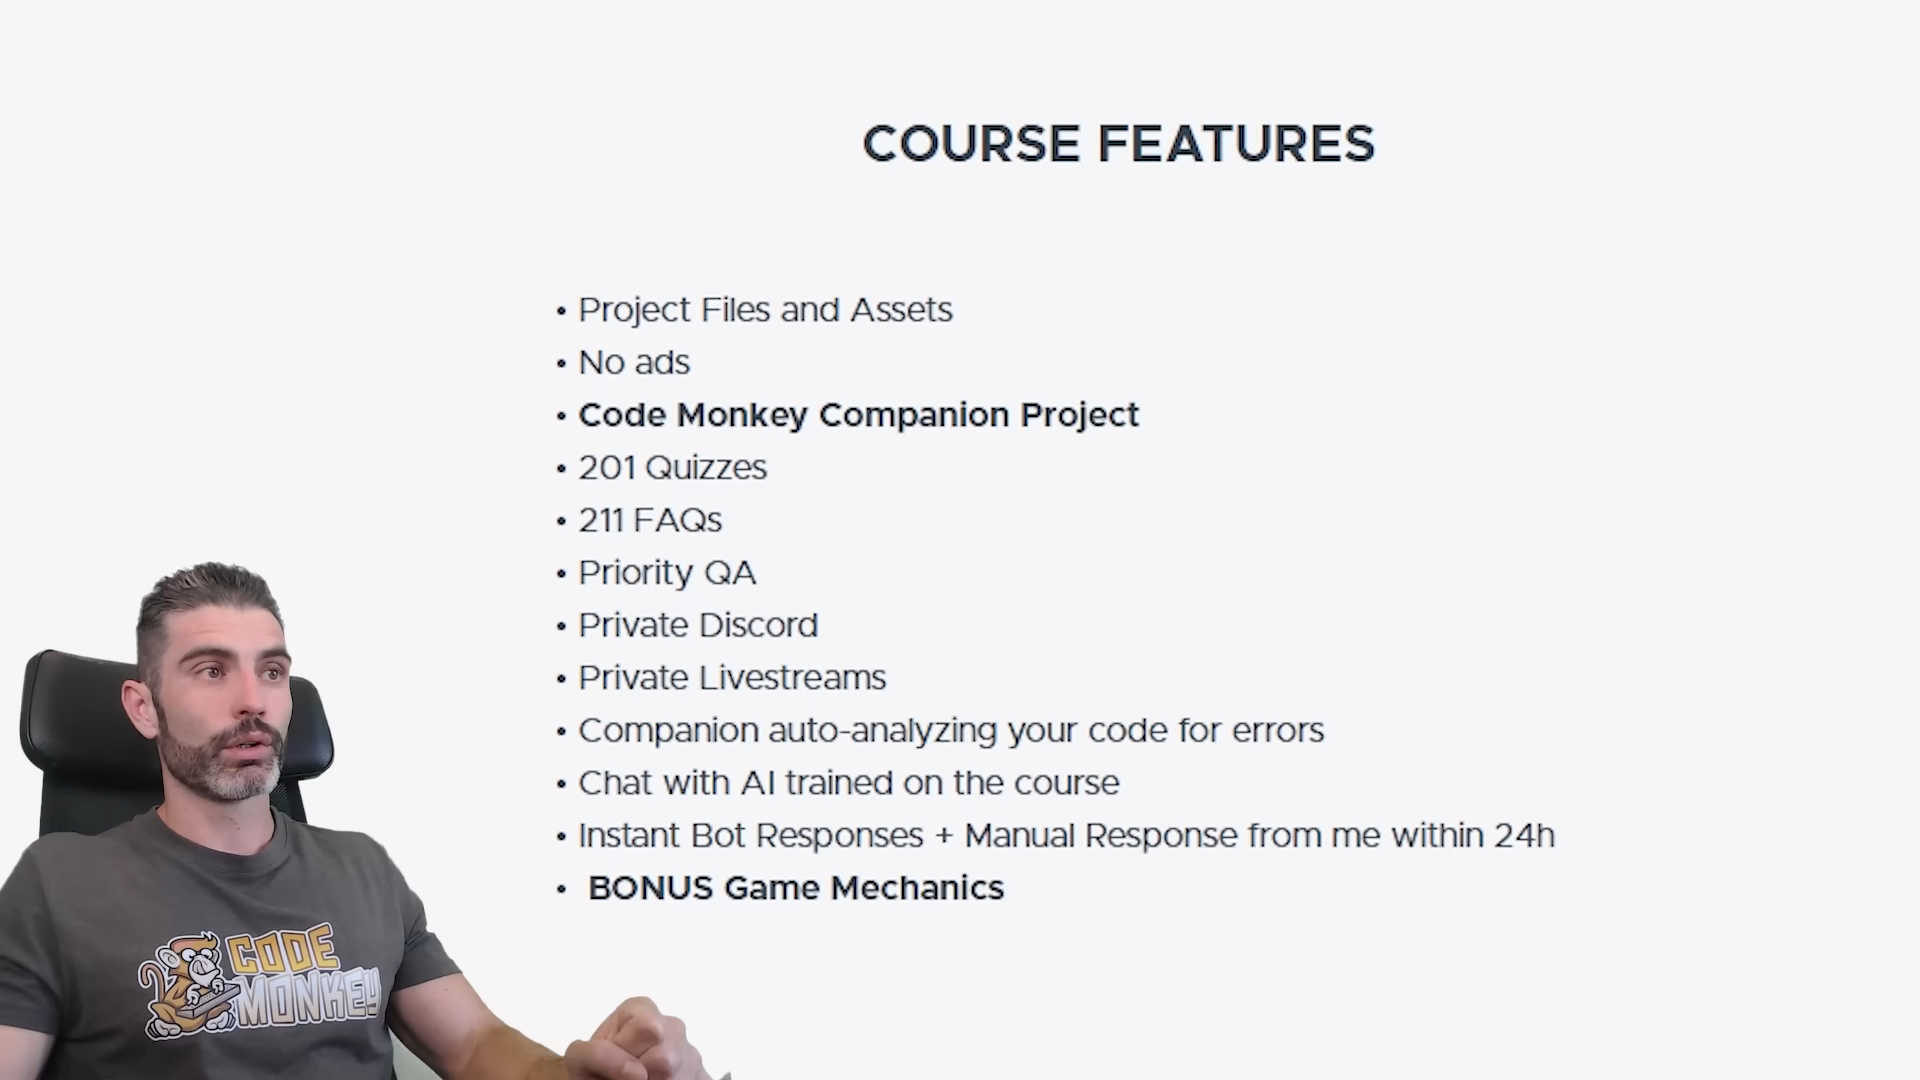 COURSE FEATURES
• Project Files and Assets
• No ads
• Code Monkey Companion Project
• 201 Quizzes
• 211 FAQs
• Priority QA
• Private Discord
• Private Livestreams
• Companion auto-analyzing your code for errors
• Chat with AI trained on the course
• Instant Bot Responses + Manual Response from me within 24h
• BONUS Game Mechanics
CODE
MONKEY